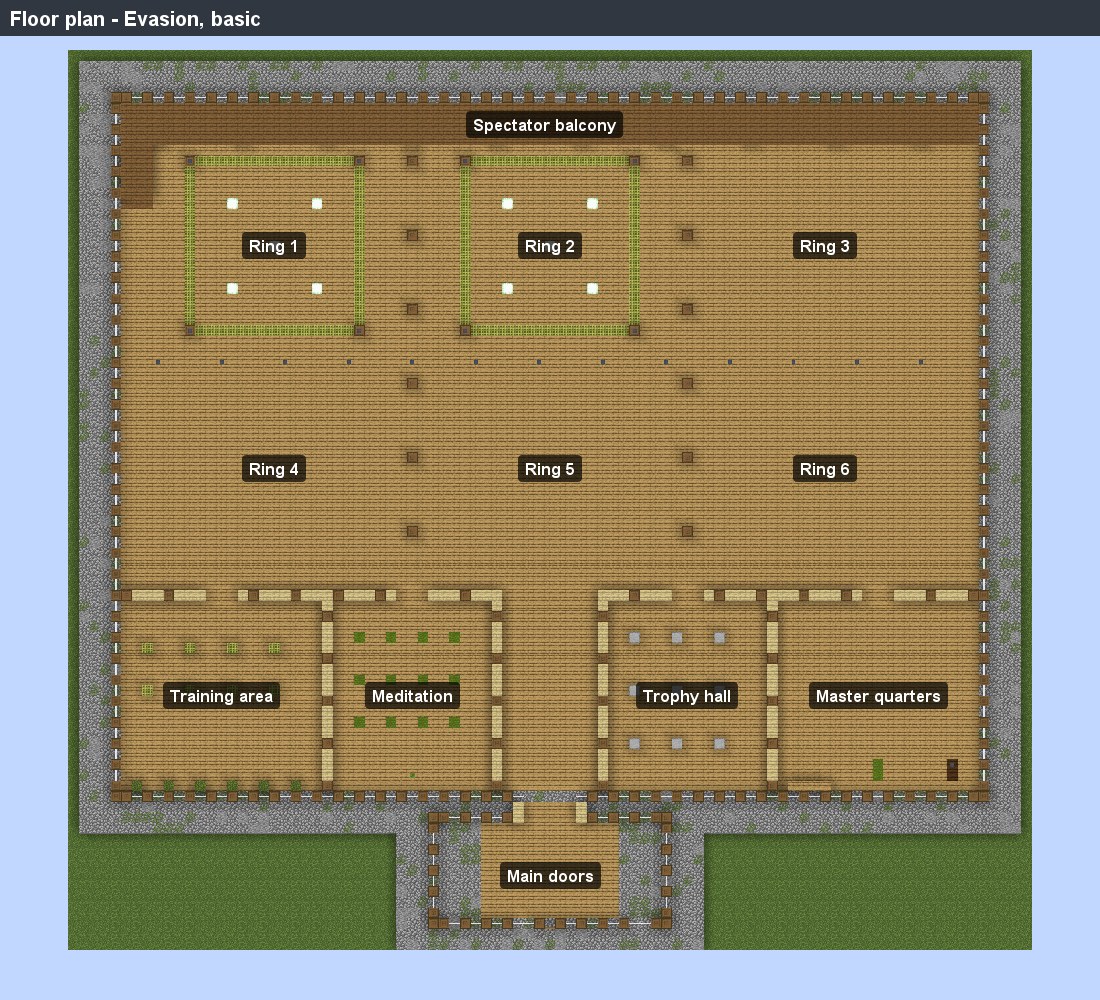 Floor plan - Evasion, basic
Spectator balcony
Ring 1
Ring 2
Ring 3
Ring 4
Ring 5
Ring 6
Training area
Meditation
Trophy hall
Master quarters
Main doors